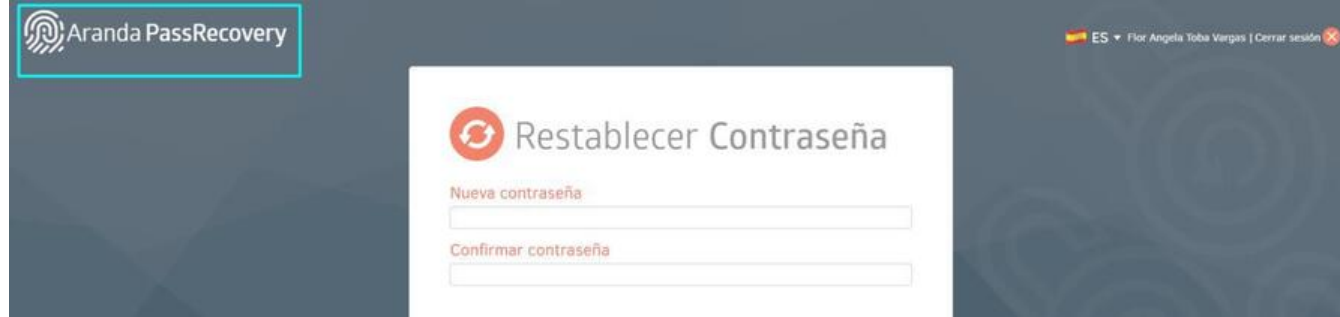 Aranda PassRecovery
ES Flor Angela Toba Vargas | Cerrar sesión
Restablecer Contraseña
Nueva contraseña
Confirmar contraseña